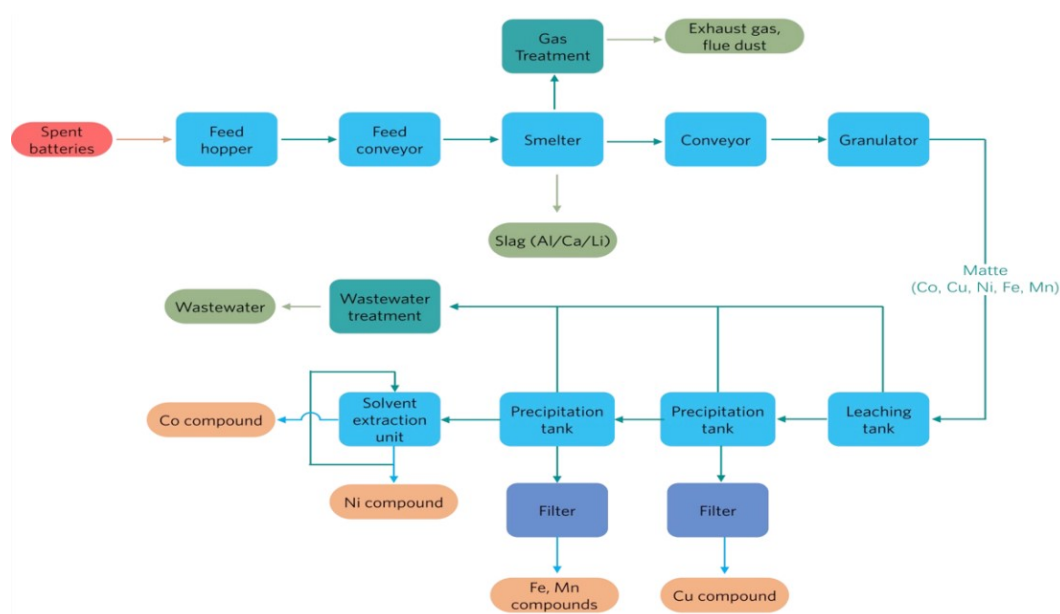 Gas
Treatment
Exhaust gas,
flue dust
Spent
batteries
Feed
hopper
Feed
conveyor
Smelter
Conveyor
Granulator
Slag (Al/Ca/Li)
Matte
(Co, Cu, Ni, Fe, Mn)
Wastewater
Wastewater
treatment
Co compound
Solvent
extraction
unit
Precipitation
tank
Precipitation
tank
Leaching
tank
Ni compound
Filter
Filter
Fe, Mn
compounds
Cu compound